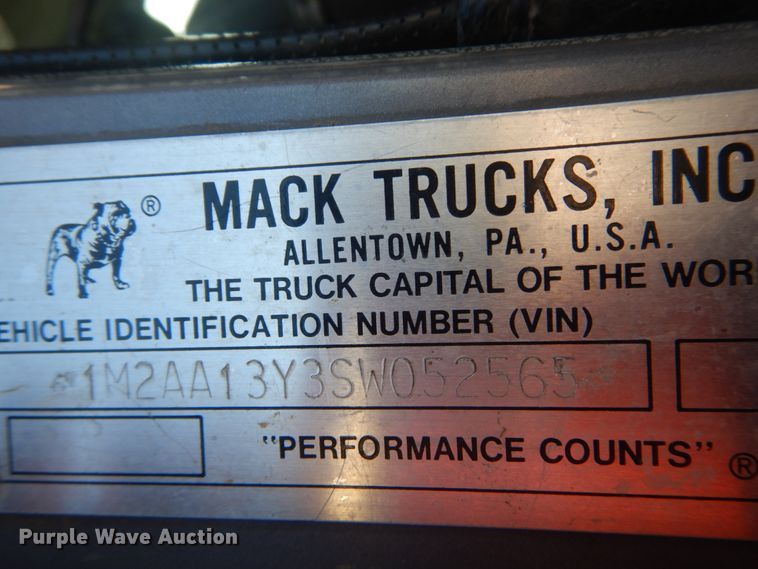 ® MACK TRUCKS, INC
ALLENTOWN, PA., U.S.A.
THE TRUCK CAPITAL OF THE WOR
EHICLE IDENTIFICATION NUMBER (VIN)
*1M2AA13Y3SW052565*
"PERFORMANCE COUNTS" ®
Purple Wave Auction